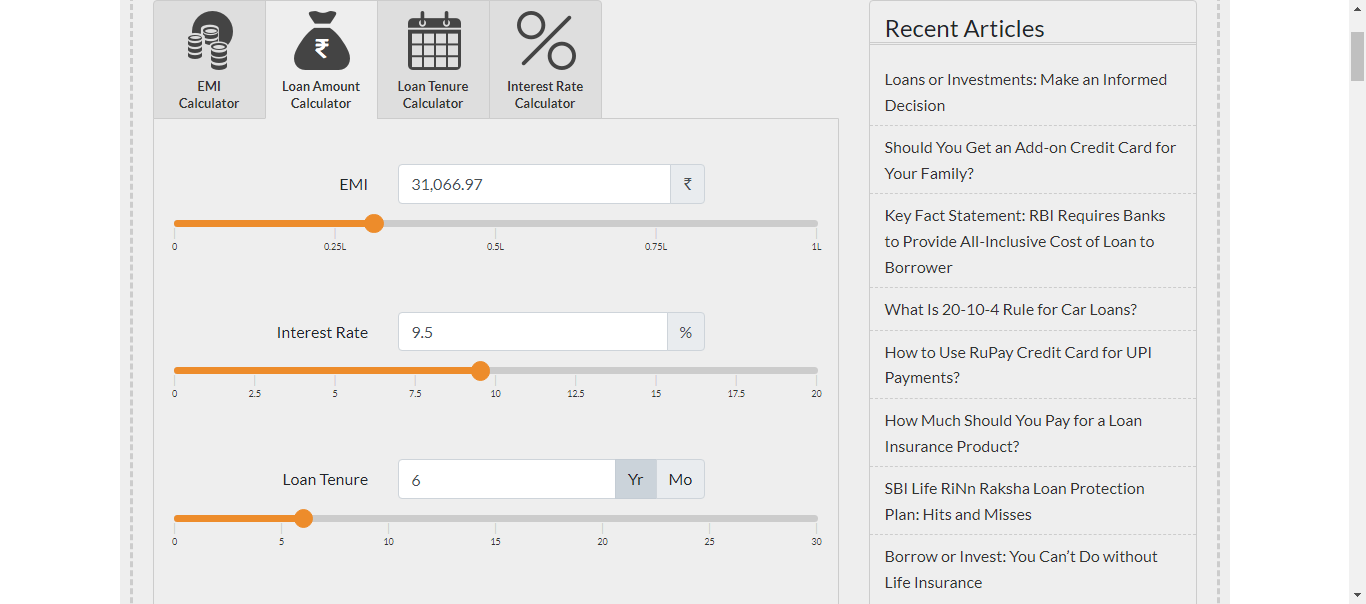 EMI
Calculator
₹
Loan Amount
Calculator
Loan Tenure
Calculator
Interest Rate
Calculator
EMI
31,066.97
₹
0
0.25L
0.5L
0.75L
1L
Interest Rate
9.5
%
0
2.5
5
7.5
10
12.5
15
17.5
20
Loan Tenure
6
Yr
Mo
0
5
10
15
20
25
30
Recent Articles
Loans or Investments: Make an Informed
Decision
Should You Get an Add-on Credit Card for
Your Family?
Key Fact Statement: RBI Requires Banks
to Provide All-Inclusive Cost of Loan to
Borrower
What Is 20-10-4 Rule for Car Loans?
How to Use RuPay Credit Card for UPI
Payments?
How Much Should You Pay for a Loan
Insurance Product?
SBI Life RiNn Raksha Loan Protection
Plan: Hits and Misses
Borrow or Invest: You Can’t Do without
Life Insurance